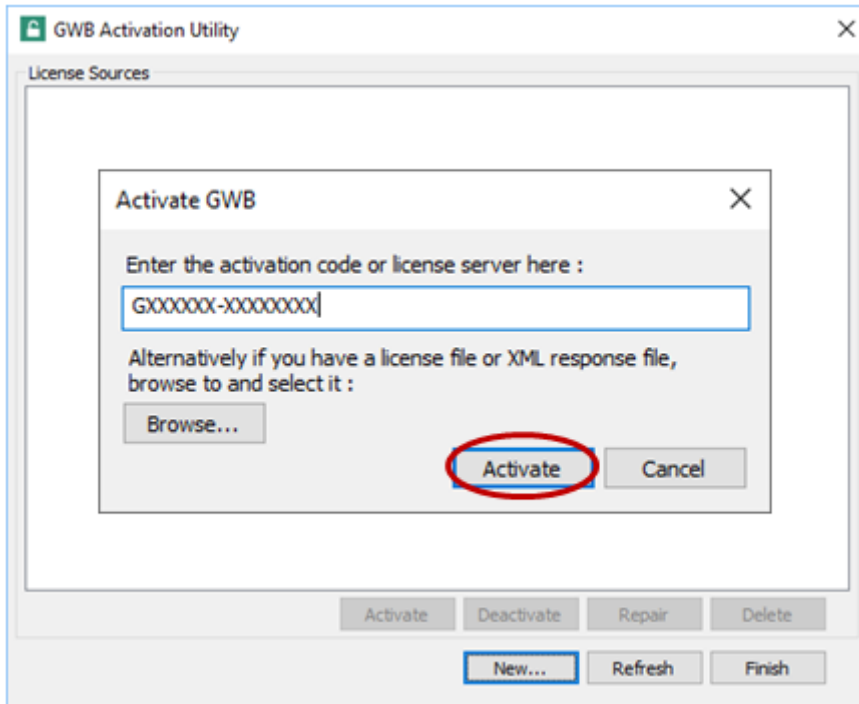 GWB Activation Utility
License Sources
Activate GWB
Enter the activation code or license server here :
GXXXXXX-XXXXXXXX
Alternatively if you have a license file or XML response file,
browse to and select it :
Browse...
Activate Cancel
Activate Deactivate Repair Delete
New... Refresh Finish